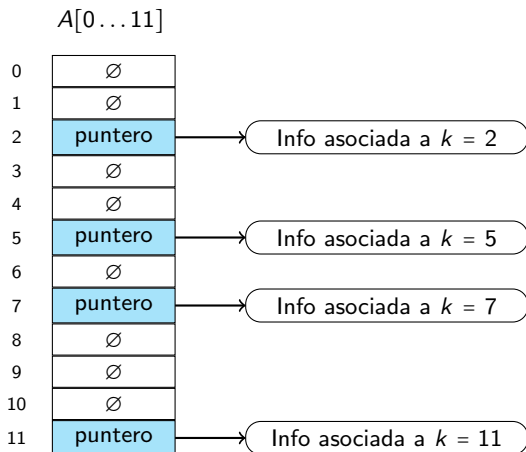 A[0...11]
0 ∅
1 ∅
2 puntero Info asociada a k = 2
3 ∅
4 ∅
5 puntero Info asociada a k = 5
6 ∅
7 puntero Info asociada a k = 7
8 ∅
9 ∅
10 ∅
11 puntero Info asociada a k = 11